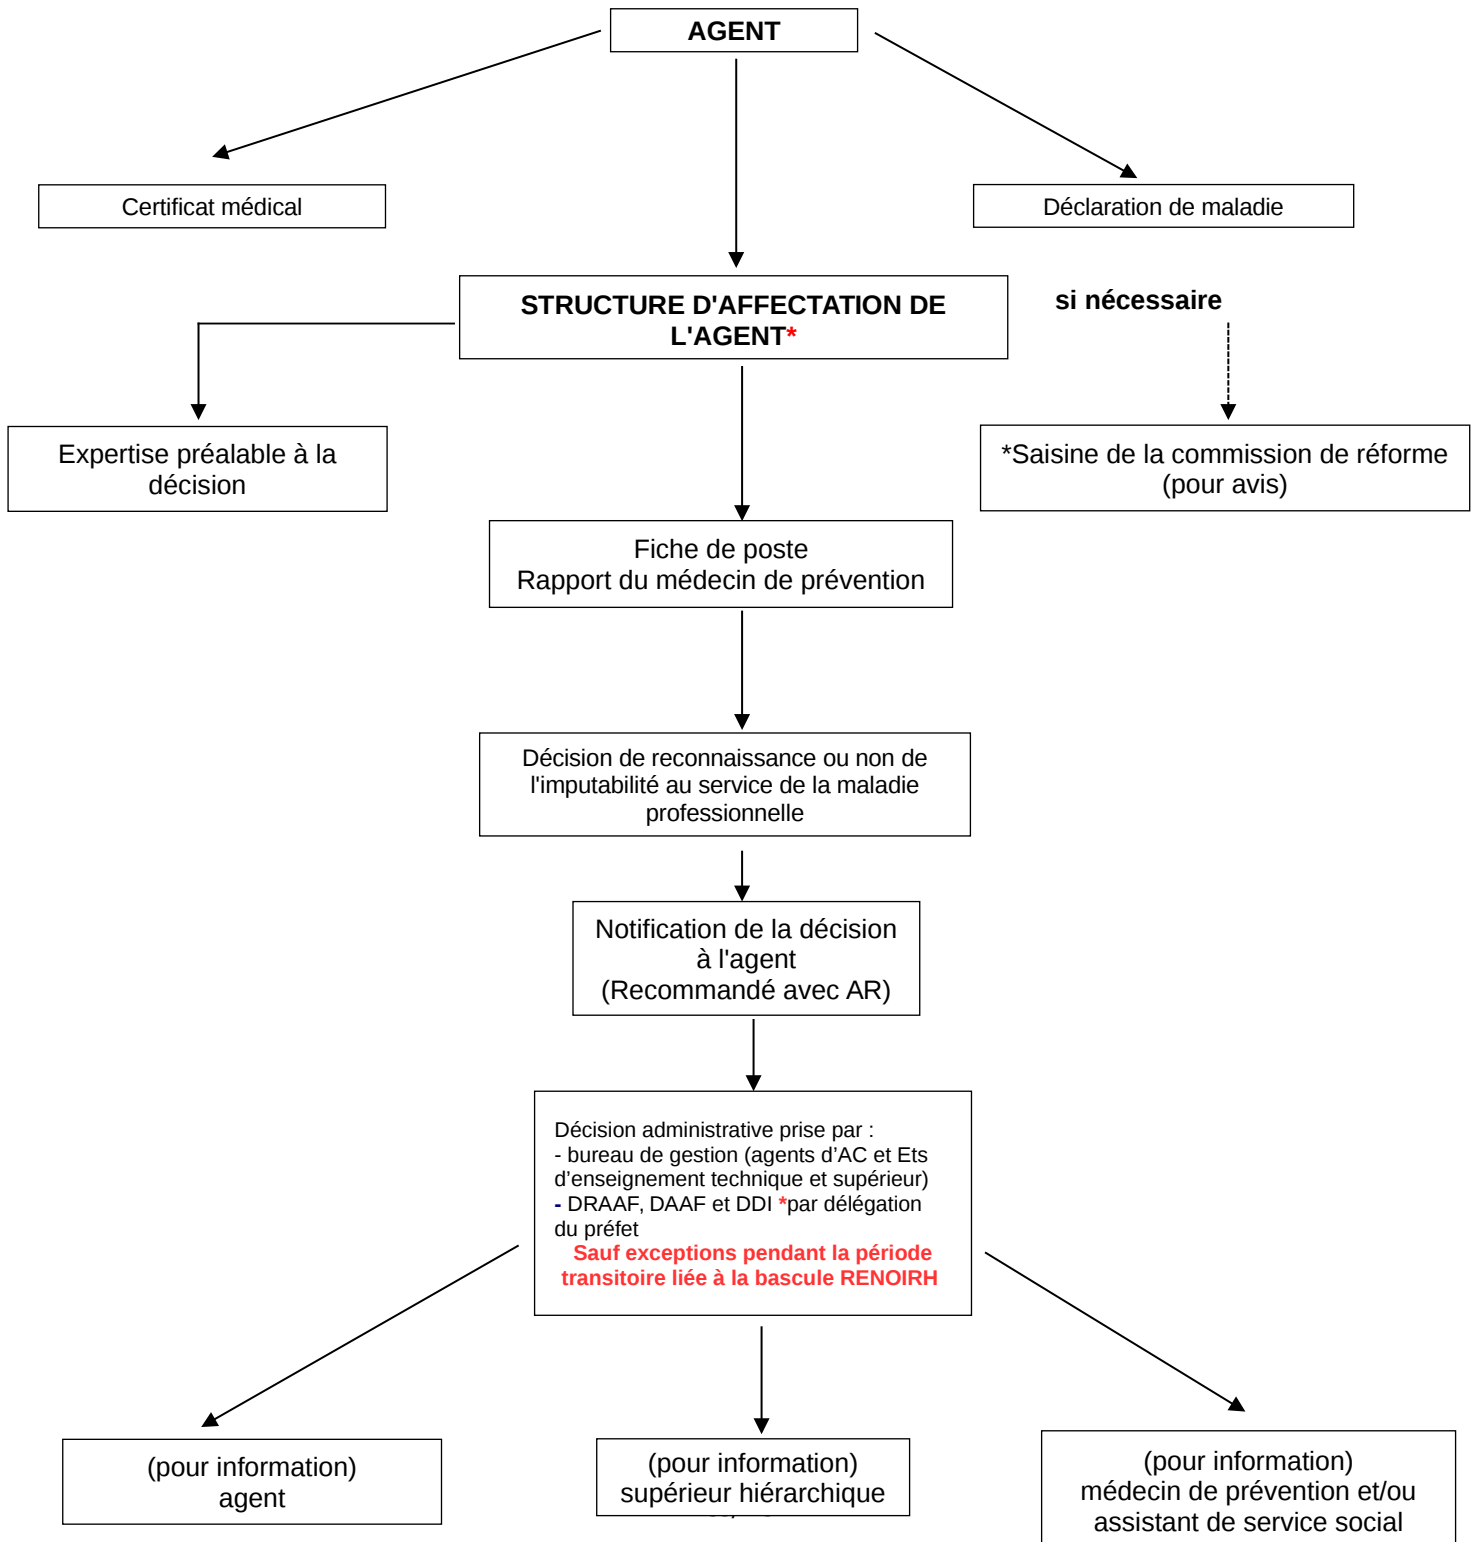 AGENT
Certificat médical
Déclaration de maladie
STRUCTURE D'AFFECTATION DE
L'AGENT*
si nécessaire
Expertise préalable à la
décision
*Saisine de la commission de réforme
(pour avis)
Fiche de poste
Rapport du médecin de prévention
Décision de reconnaissance ou non de
l'imputabilité au service de la maladie
professionnelle
Notification de la décision
à l'agent
(Recommandé avec AR)
Décision administrative prise par :
- bureau de gestion (agents d’AC et Ets
d’enseignement technique et supérieur)
- DRAAF, DAAF et DDI *par délégation
du préfet
Sauf exceptions pendant la période
transitoire liée à la bascule RENOIRH
(pour information)
agent
(pour information)
supérieur hiérarchique
(pour information)
médecin de prévention et/ou
assistant de service social